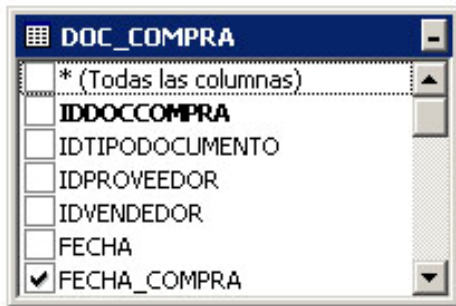 DOC_COMPRA
* (Todas las columnas)
IDDOCCOMPRA
IDTIPODOCUMENTO
IDPROVEEDOR
IDVENDEDOR
FECHA
FECHA_COMPRA